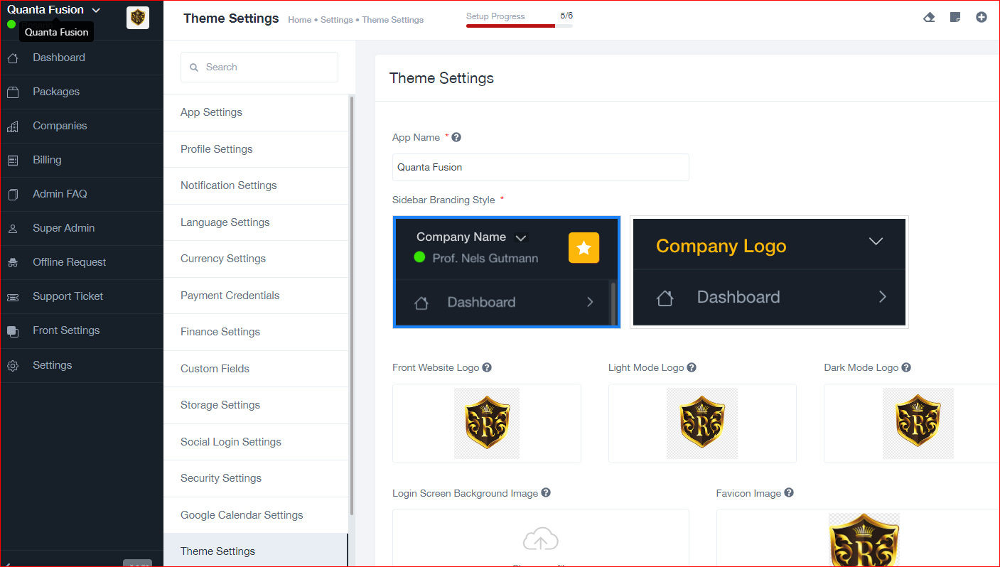 Quanta Fusion
Quanta Fusion
Dashboard
Packages
Companies
Billing
Admin FAQ
Super Admin
Offline Request
Support Ticket
Front Settings
Settings
Theme Settings
Home • Settings • Theme Settings
Setup Progress
5/6
Search
App Settings
Profile Settings
Notification Settings
Language Settings
Currency Settings
Payment Credentials
Finance Settings
Custom Fields
Storage Settings
Social Login Settings
Security Settings
Google Calendar Settings
Theme Settings
Theme Settings
App Name *
Quanta Fusion
Sidebar Branding Style *
Company Name
Prof. Nels Gutmann
Dashboard
Company Logo
Dashboard
Front Website Logo
Light Mode Logo
Dark Mode Logo
R
R
R
Login Screen Background Image
Favicon Image
R